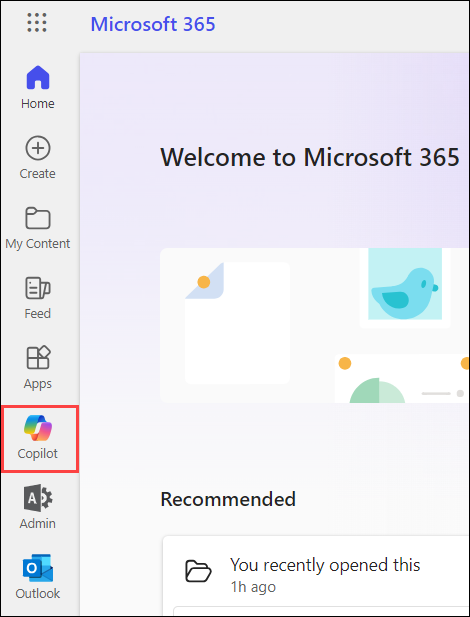 Microsoft 365
Home
Create
My Content
Feed
Apps
Copilot
Admin
Outlook
Welcome to Microsoft 365
Recommended
You recently opened this
1h ago